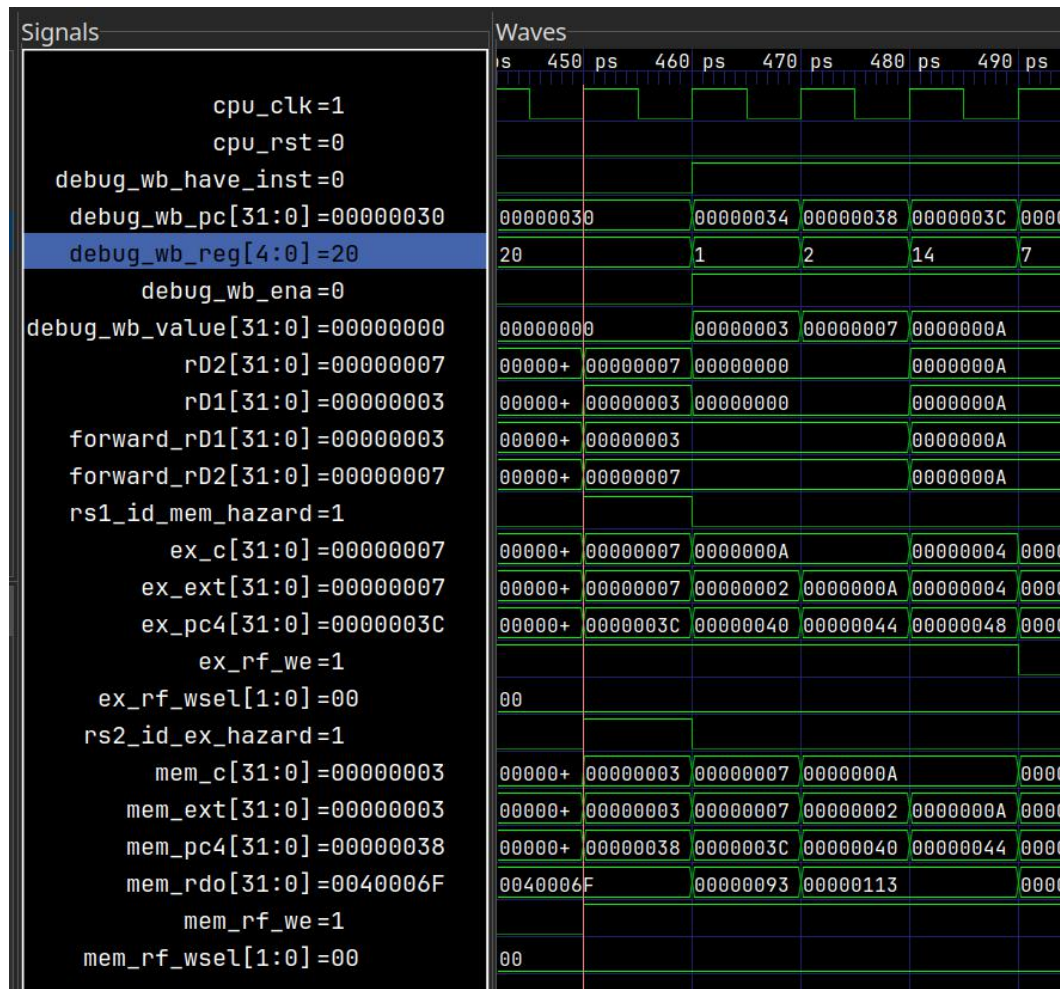 Signals Waves
s 450 ps 460 ps 470 ps 480 ps 490 ps
cpu_clk=1
cpu_rst=0
debug_wb_have_inst=0
debug_wb_pc[31:0]=00000030 00000030 00000034 00000038 0000003C 0000
debug_wb_reg[4:0]=20 20 1 2 14 7
debug_wb_ena=0
debug_wb_value[31:0]=00000000 00000000 00000003 00000007 0000000A
rD2[31:0]=00000007 00000+ 00000007 00000000 0000000A
rD1[31:0]=00000003 00000+ 00000003 00000000 0000000A
forward_rD1[31:0]=00000003 00000+ 00000003 0000000A
forward_rD2[31:0]=00000007 00000+ 00000007 0000000A
rs1_id_mem_hazard=1
ex_c[31:0]=00000007 00000+ 00000007 0000000A 00000004 0000
ex_ext[31:0]=00000007 00000+ 00000007 00000002 0000000A 00000004 0000
ex_pc4[31:0]=0000003C 00000+ 0000003C 00000040 00000044 00000048 0000
ex_rf_we=1
ex_rf_wsel[1:0]=00 00
rs2_id_ex_hazard=1
mem_c[31:0]=00000003 00000+ 00000003 00000007 0000000A 0000
mem_ext[31:0]=00000003 00000+ 00000003 00000007 00000002 0000000A 0000
mem_pc4[31:0]=00000038 00000+ 00000038 0000003C 00000040 00000044 0000
mem_rdo[31:0]=0040006F 0040006F 00000093 00000113 0000
mem_rf_we=1
mem_rf_wsel[1:0]=00 00